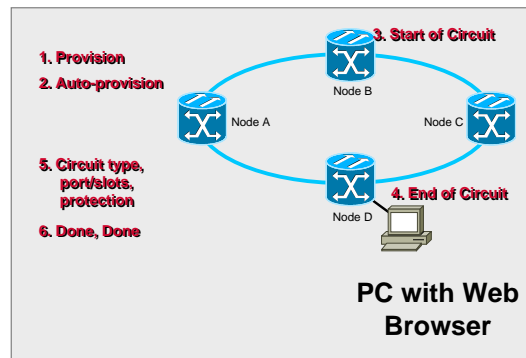 1. Provision
2. Auto-provision
3. Start of Circuit
Node B
Node A
Node C
5. Circuit type,
port/slots,
protection
6. Done, Done
4. End of Circuit
Node D
PC with Web
Browser